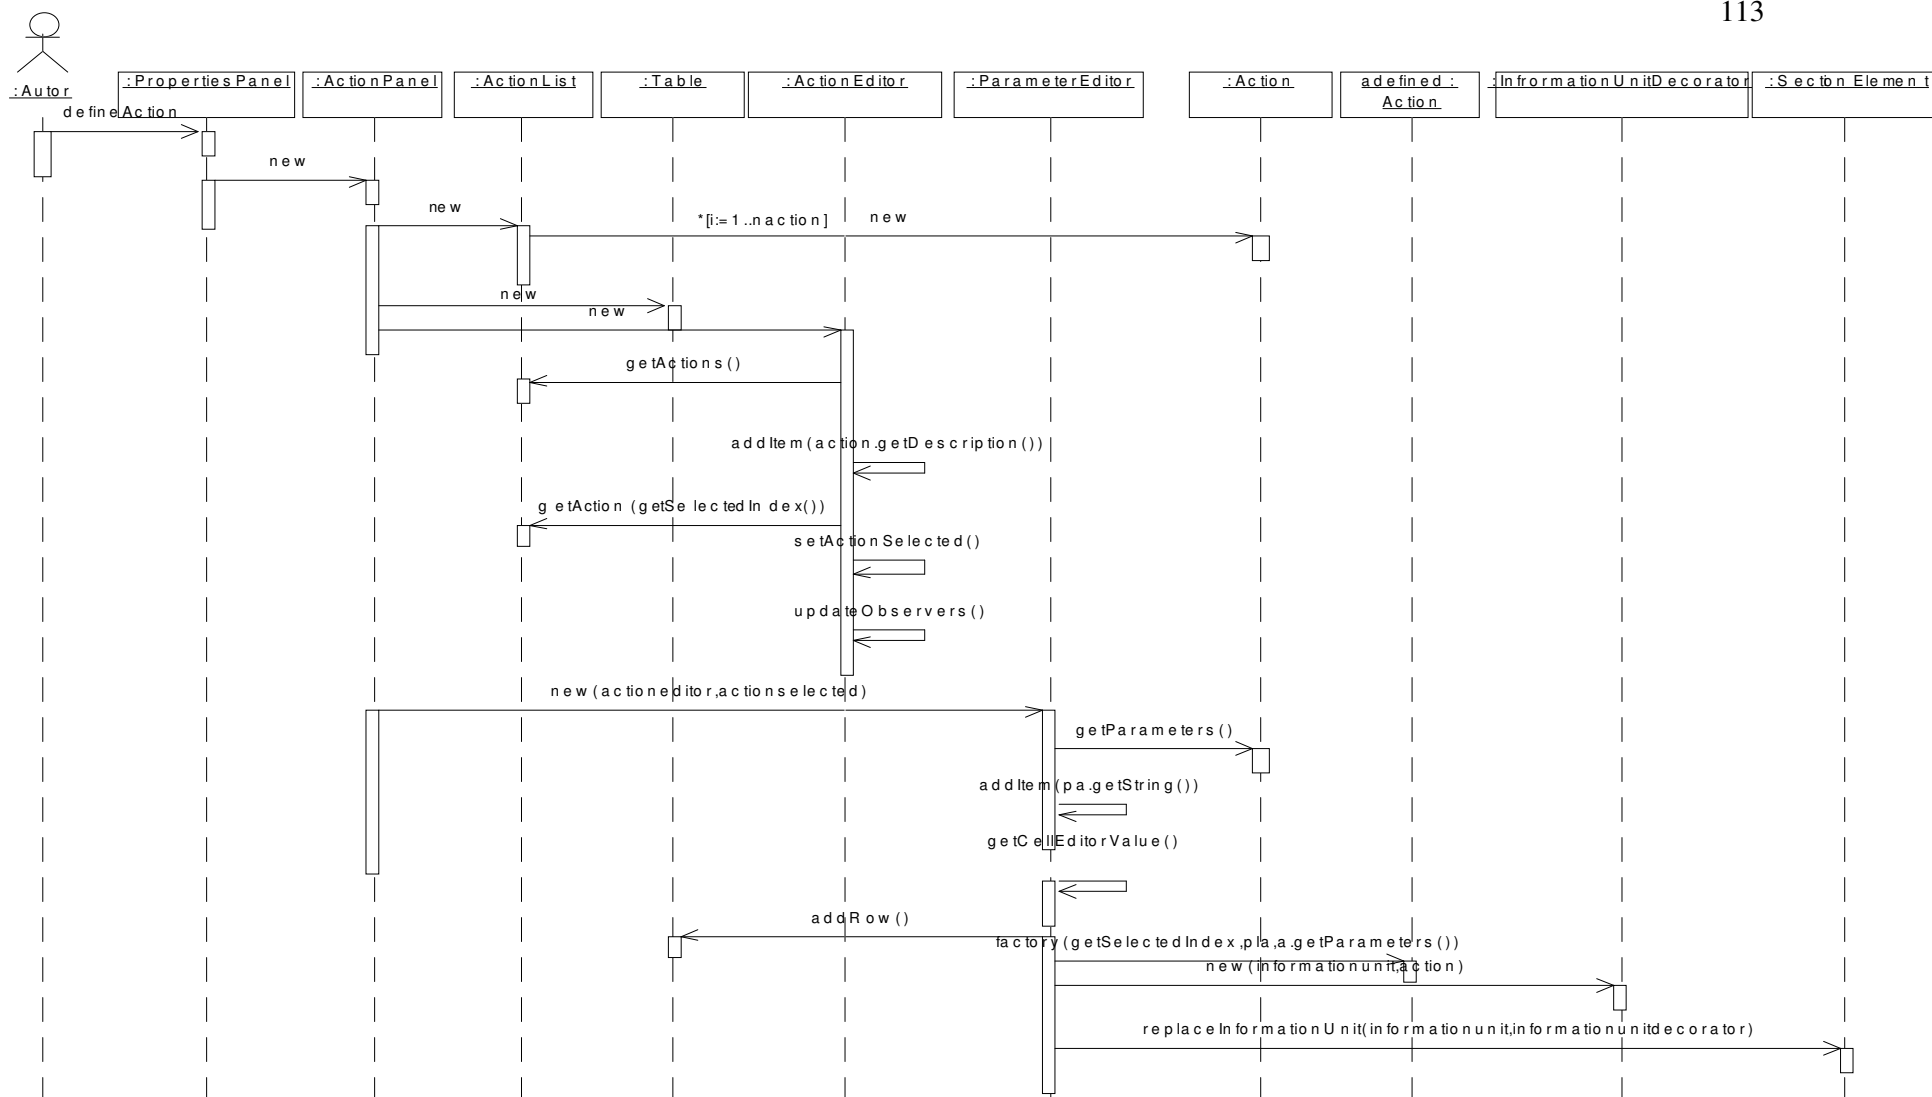 113
:Autor
:PropertiesPanel
:ActionPanel
:ActionList
:Table
:ActionEditor
:ParameterEditor
:Action
adefined :
Action
:InfrormationUnitDecorator
:Section Element
defineAction
new
new
*[i:= 1 ..naction]
new
new
new
getActions()
addItem(action.getDescription())
getAction (getSelectedIndex())
setActionSelected()
updateObservers()
new(actioneditor,actionselected)
getParameters()
addItem(pa.getString())
getCellEditorValue()
addRow()
factory(getSelectedIndex,pla,a.getParameters())
new(informationunit,action)
replaceInformationUnit(informationunit,informationunitdecorator)